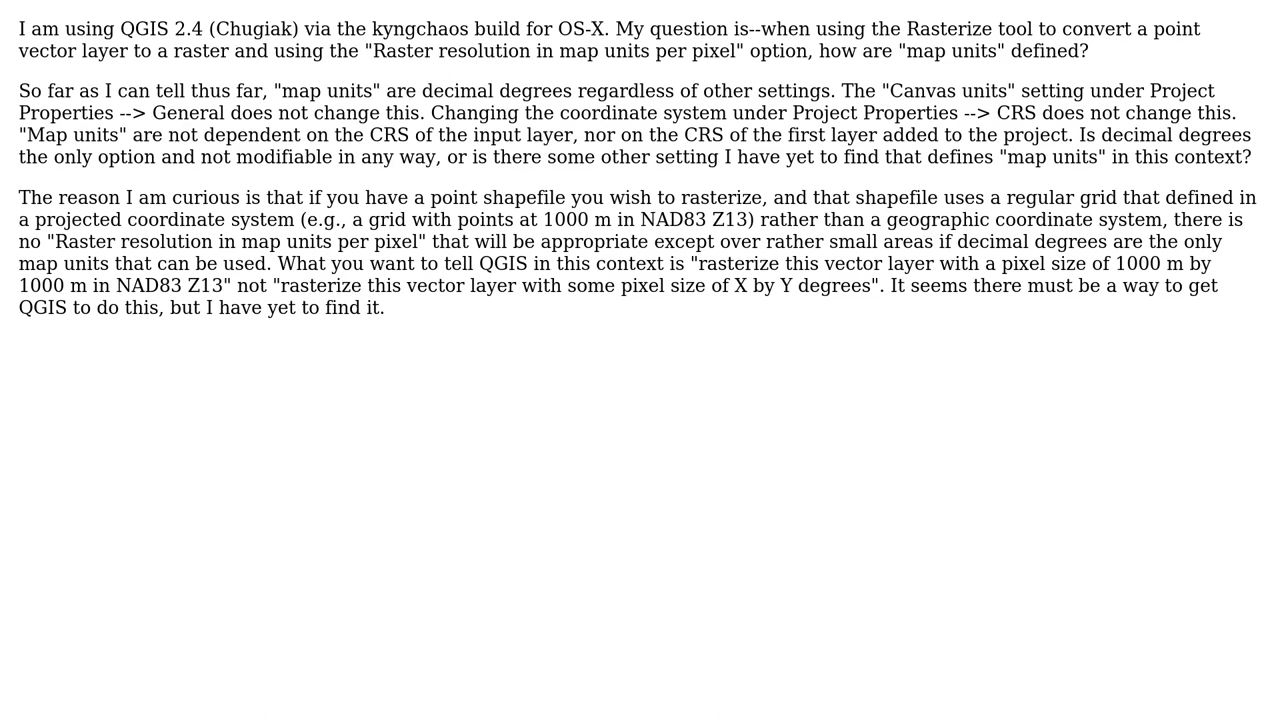 I am using QGIS 2.4 (Chugiak) via the kyngchaos build for OS-X. My question is--when using the Rasterize tool to convert a point
vector layer to a raster and using the "Raster resolution in map units per pixel" option, how are "map units" defined?
So far as I can tell thus far, "map units" are decimal degrees regardless of other settings. The "Canvas units" setting under Project
Properties --> General does not change this. Changing the coordinate system under Project Properties --> CRS does not change this.
"Map units" are not dependent on the CRS of the input layer, nor on the CRS of the first layer added to the project. Is decimal degrees
the only option and not modifiable in any way, or is there some other setting I have yet to find that defines "map units" in this context?
The reason I am curious is that if you have a point shapefile you wish to rasterize, and that shapefile uses a regular grid that defined in
a projected coordinate system (e.g., a grid with points at 1000 m in NAD83 Z13) rather than a geographic coordinate system, there is
no "Raster resolution in map units per pixel" that will be appropriate except over rather small areas if decimal degrees are the only
map units that can be used. What you want to tell QGIS in this context is "rasterize this vector layer with a pixel size of 1000 m by
1000 m in NAD83 Z13" not "rasterize this vector layer with some pixel size of X by Y degrees". It seems there must be a way to get
QGIS to do this, but I have yet to find it.